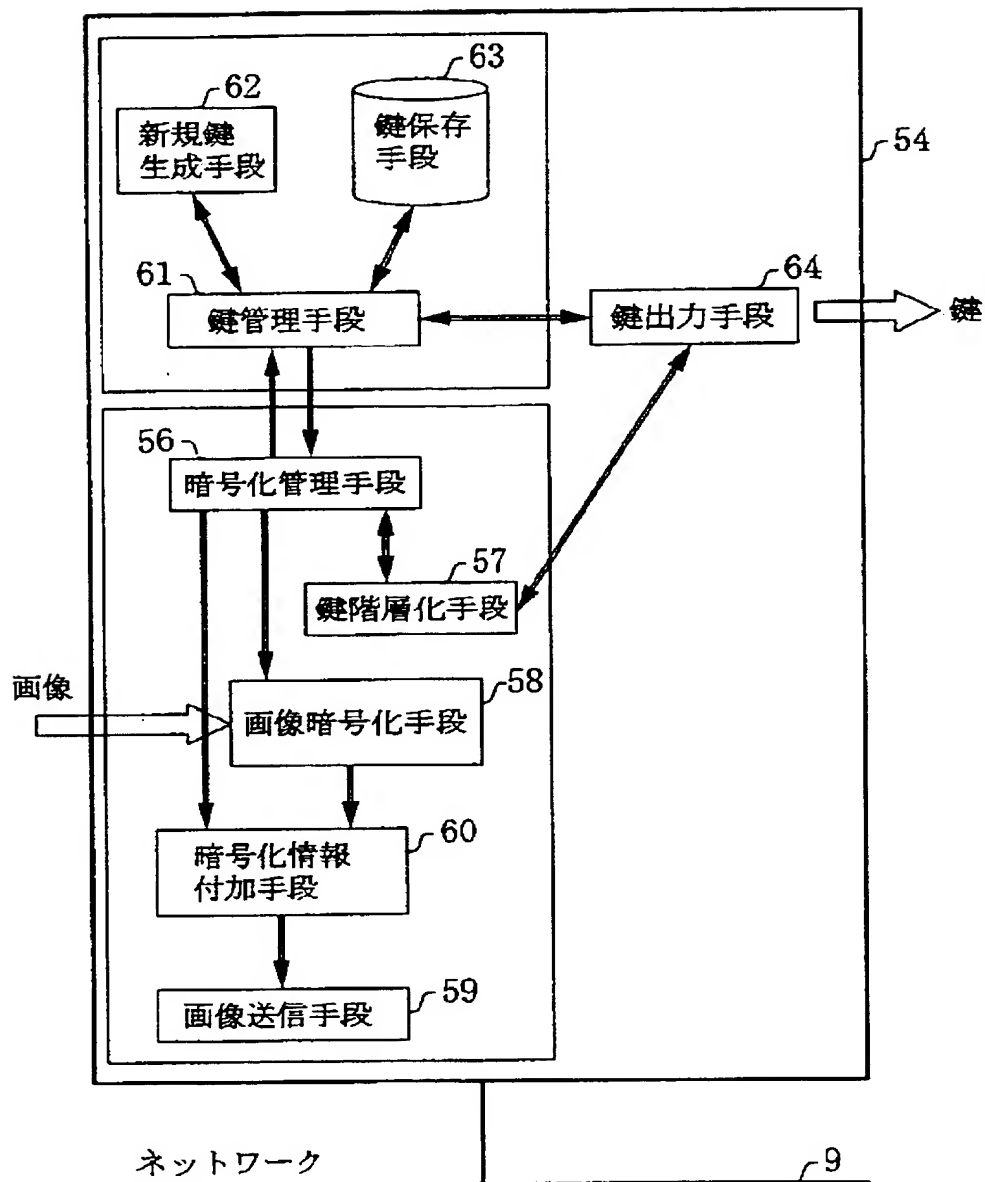 62
新規鍵
生成手段
63
鍵保存
手段
54
61
鍵管理手段
64
鍵出力手段
鍵
56
暗号化管理手段
57
鍵階層化手段
画像
58
画像暗号化手段
60
暗号化情報
付加手段
59
画像送信手段
ネットワーク
9